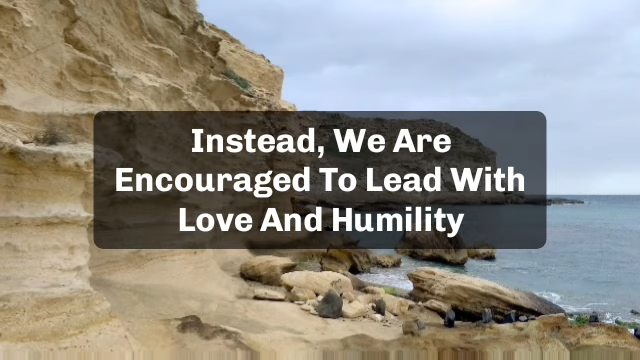 Instead, We Are
Encouraged To Lead With
Love And Humility